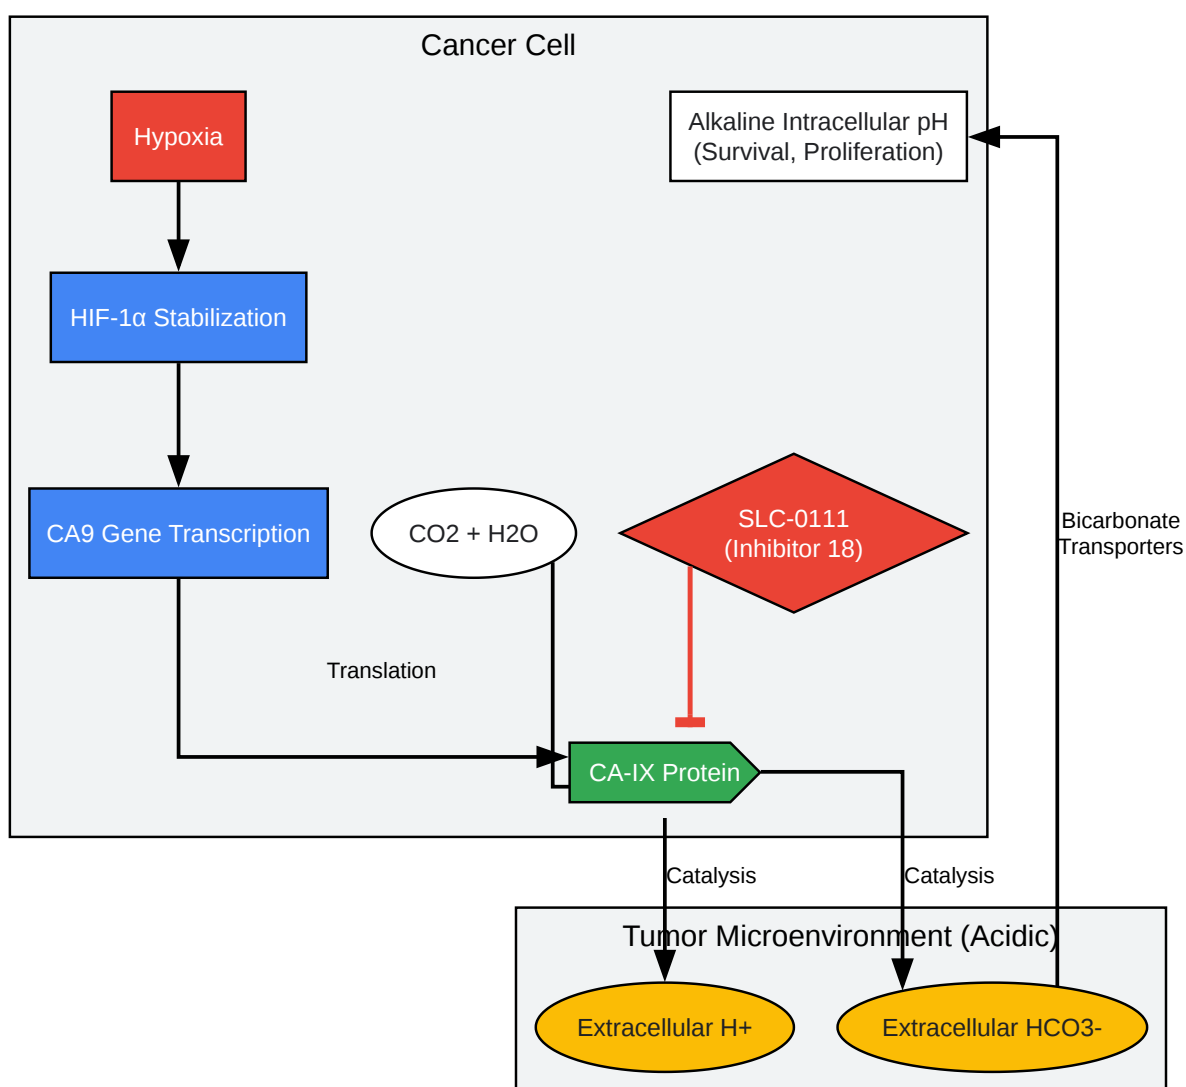 Cancer Cell
Hypoxia
Alkaline Intracellular pH
(Survival, Proliferation)
HIF-1α Stabilization
CA9 Gene Transcription
CO2 + H2O
SLC-0111
(Inhibitor 18)
Bicarbonate
Transporters
Translation
CA-IX Protein
Catalysis
Catalysis
Tumor Microenvironment (Acidic)
Extracellular H+
Extracellular HCO3-